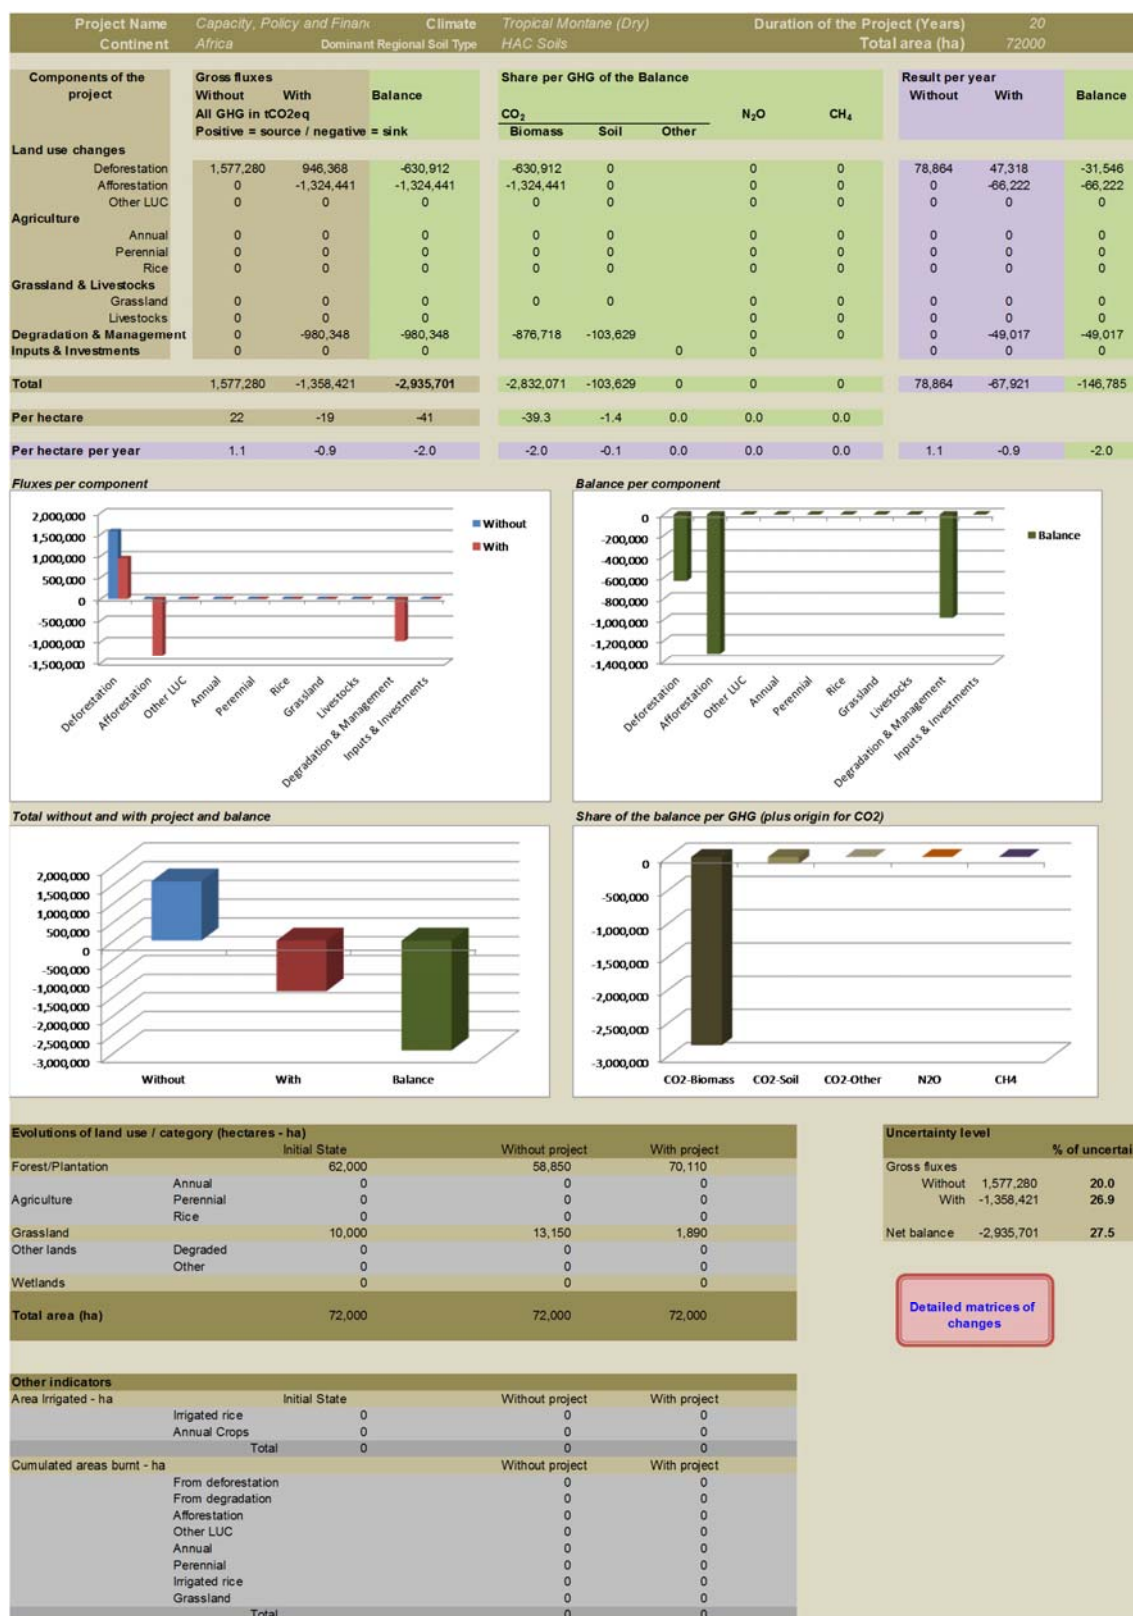 Project Name Capacity, Policy and Financ Climate Tropical Montane (Dry) Duration of the Project (Years) 20
Continent Africa Dominant Regional Soil Type HAC Soils Total area (ha) 72000
Components of the Gross fluxes Share per GHG of the Balance Result per year
project Without With Balance Without With Balance
All GHG in tCO2eq CO2 N2O CH4
Positive = source / negative = sink Biomass Soil Other
Land use changes
Deforestation 1,577,280 946,368 -630,912 -630,912 0 0 0 78,864 47,318 -31,546
Afforestation 0 -1,324,441 -1,324,441 -1,324,441 0 0 0 0 -66,222 -66,222
Other LUC 0 0 0 0 0 0 0 0 0 0
Agriculture
Annual 0 0 0 0 0 0 0 0 0 0
Perennial 0 0 0 0 0 0 0 0 0 0
Rice 0 0 0 0 0 0 0 0 0 0
Grassland & Livestocks
Grassland 0 0 0 0 0 0 0 0 0 0
Livestocks 0 0 0 0 0 0 0 0
Degradation & Management 0 -980,348 -980,348 -876,718 -103,629 0 0 0 -49,017 -49,017
Inputs & Investments 0 0 0 0 0 0 0 0
Total 1,577,280 -1,358,421 -2,935,701 -2,832,071 -103,629 0 0 0 78,864 -67,921 -146,785
Per hectare 22 -19 -41 -39.3 -1.4 0.0 0.0 0.0
Per hectare per year 1.1 -0.9 -2.0 -2.0 -0.1 0.0 0.0 0.0 1.1 -0.9 -2.0
Fluxes per component
2,000,000
1,500,000
1,000,000
500,000
0
-500,000
-1,000,000
-1,500,000
Without
With
Deforestation
Afforestation
Other LUC
Annual
Perennial
Rice
Grassland
Livestocks
Degradation & Management
Inputs & Investments
Balance per component
0
-200,000
-400,000
-600,000
-800,000
-1,000,000
-1,200,000
-1,400,000
Balance
Deforestation
Afforestation
Other LUC
Annual
Perennial
Rice
Grassland
Livestocks
Degradation & Management
Inputs & Investments
Total without and with project and balance
2,000,000
1,500,000
1,000,000
500,000
0
-500,000
-1,000,000
-1,500,000
-2,000,000
-2,500,000
-3,000,000
Without With Balance
Share of the balance per GHG (plus origin for CO2)
0
-500,000
-1,000,000
-1,500,000
-2,000,000
-2,500,000
-3,000,000
CO2-Biomass CO2-Soil CO2-Other N2O CH4
Evolutions of land use / category (hectares - ha)
Initial State Without project With project
Forest/Plantation 62,000 58,850 70,110
Annual 0 0 0
Agriculture Perennial 0 0 0
Rice 0 0 0
Grassland 10,000 13,150 1,890
Other lands Degraded 0 0 0
Other 0 0 0
Wetlands 0 0 0
Total area (ha) 72,000 72,000 72,000
Uncertainty level
% of uncertai
Gross fluxes
Without 1,577,280 20.0
With -1,358,421 26.9
Net balance -2,935,701 27.5
Detailed matrices of
changes
Other indicators
Area Irrigated - ha Initial State Without project With project
Irrigated rice 0 0 0
Annual Crops 0 0 0
Total 0 0 0
Cumulated areas burnt - ha Without project With project
From deforestation 0 0
From degradation 0 0
Afforestation 0 0
Other LUC 0 0
Annual 0 0
Perennial 0 0
Irrigated rice 0 0
Grassland 0 0
Total 0 0